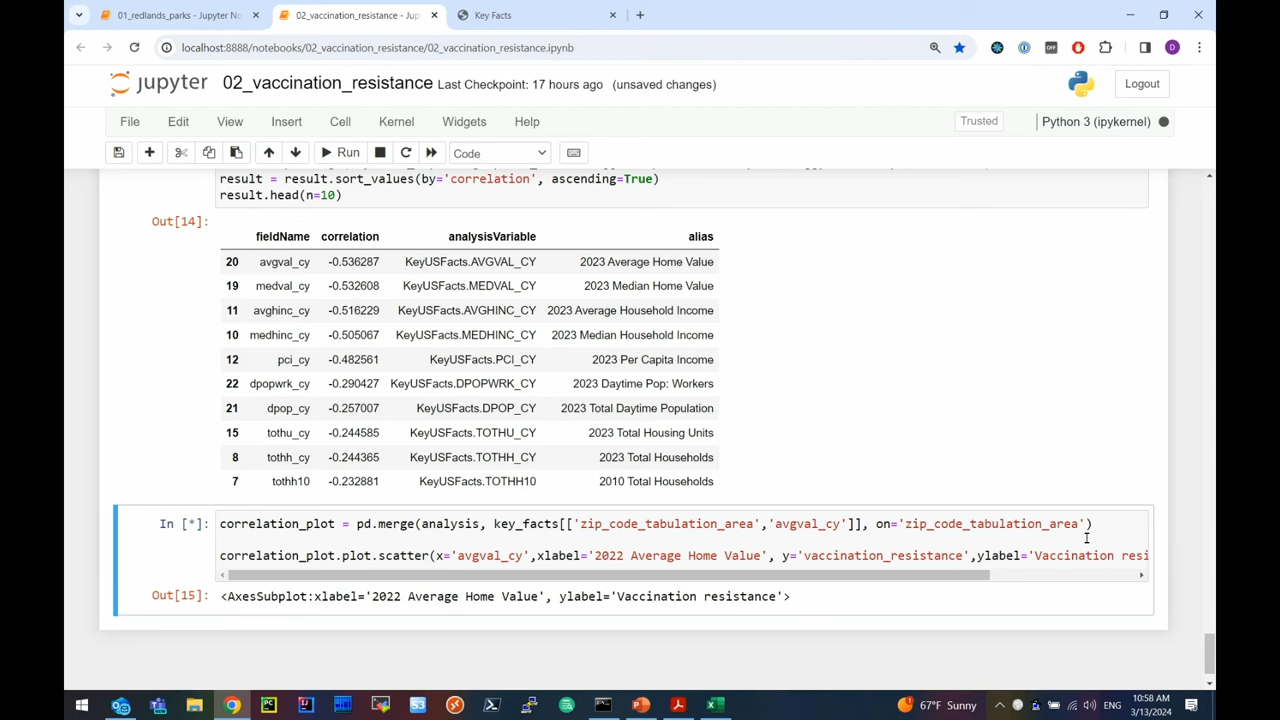 01_redlands_parks - Jupyter No
02_vaccination_resistance - Jup
Key Facts
localhost:8888/notebooks/02_vaccination_resistance/02_vaccination_resistance.ipynb
OFF
D
jupyter 02_vaccination_resistance Last Checkpoint: 17 hours ago (unsaved changes)
Logout
File Edit View Insert Cell Kernel Widgets Help
Trusted
Python 3 (ipykernel)
Run
Code
result = result.sort_values(by='correlation', ascending=True)
result.head(n=10)
Out[14]:
fieldName correlation analysisVariable alias
20 avgval_cy -0.536287 KeyUSFacts.AVGVAL_CY 2023 Average Home Value
19 medval_cy -0.532608 KeyUSFacts.MEDVAL_CY 2023 Median Home Value
11 avghinc_cy -0.516229 KeyUSFacts.AVGHINC_CY 2023 Average Household Income
10 medhinc_cy -0.505067 KeyUSFacts.MEDHINC_CY 2023 Median Household Income
12 pci_cy -0.482561 KeyUSFacts.PCI_CY 2023 Per Capita Income
22 dpopwrk_cy -0.290427 KeyUSFacts.DPOPWRK_CY 2023 Daytime Pop: Workers
21 dpop_cy -0.257007 KeyUSFacts.DPOP_CY 2023 Total Daytime Population
15 tothu_cy -0.244585 KeyUSFacts.TOTHU_CY 2023 Total Housing Units
8 tothh_cy -0.244365 KeyUSFacts.TOTHH_CY 2023 Total Households
7 tothh10 -0.232881 KeyUSFacts.TOTHH10 2010 Total Households
In [*]: correlation_plot = pd.merge(analysis, key_facts[['zip_code_tabulation_area','avgval_cy']], on='zip_code_tabulation_area')
correlation_plot.plot.scatter(x='avgval_cy',xlabel='2022 Average Home Value', y='vaccination_resistance',ylabel='Vaccination resi
Out[15]: <AxesSubplot:xlabel='2022 Average Home Value', ylabel='Vaccination resistance'>
67°F Sunny
ENG
10:58 AM
3/13/2024